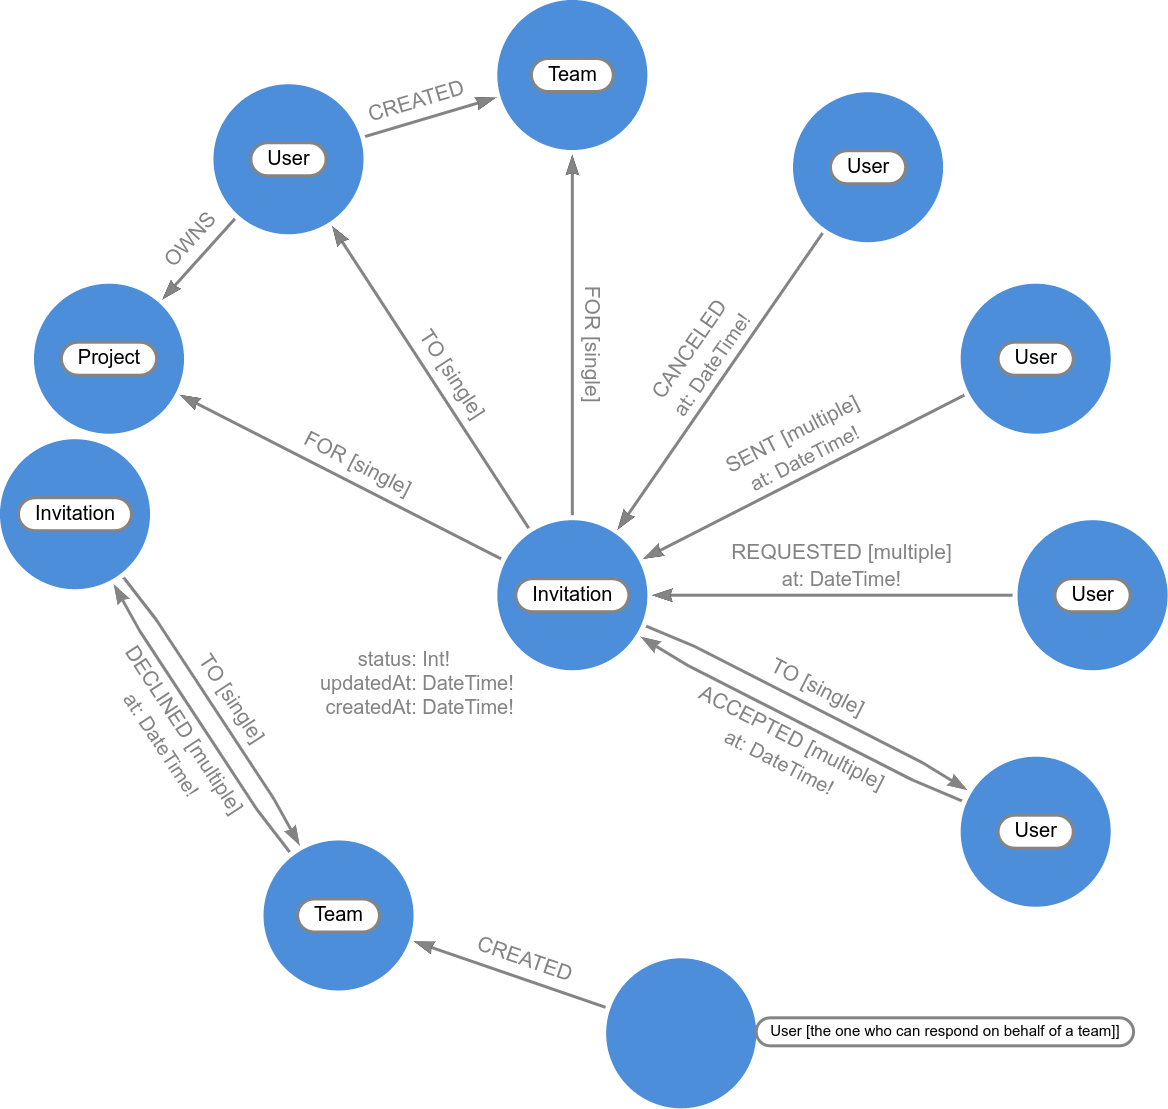 Team
CREATED
User
User
OWNS
FOR [single]
CANCELED
at: DateTime!
TO [single]
Project
User
SENT [multiple]
at: DateTime!
FOR [single]
Invitation
REQUESTED [multiple]
at: DateTime!
Invitation
User
status: Int!
updatedAt: DateTime!
createdAt: DateTime!
TO [single]
ACCEPTED [multiple]
at: DateTime!
TO [single]
DECLINED [multiple]
at: DateTime!
User
Team
CREATED
User [the one who can respond on behalf of a team]]